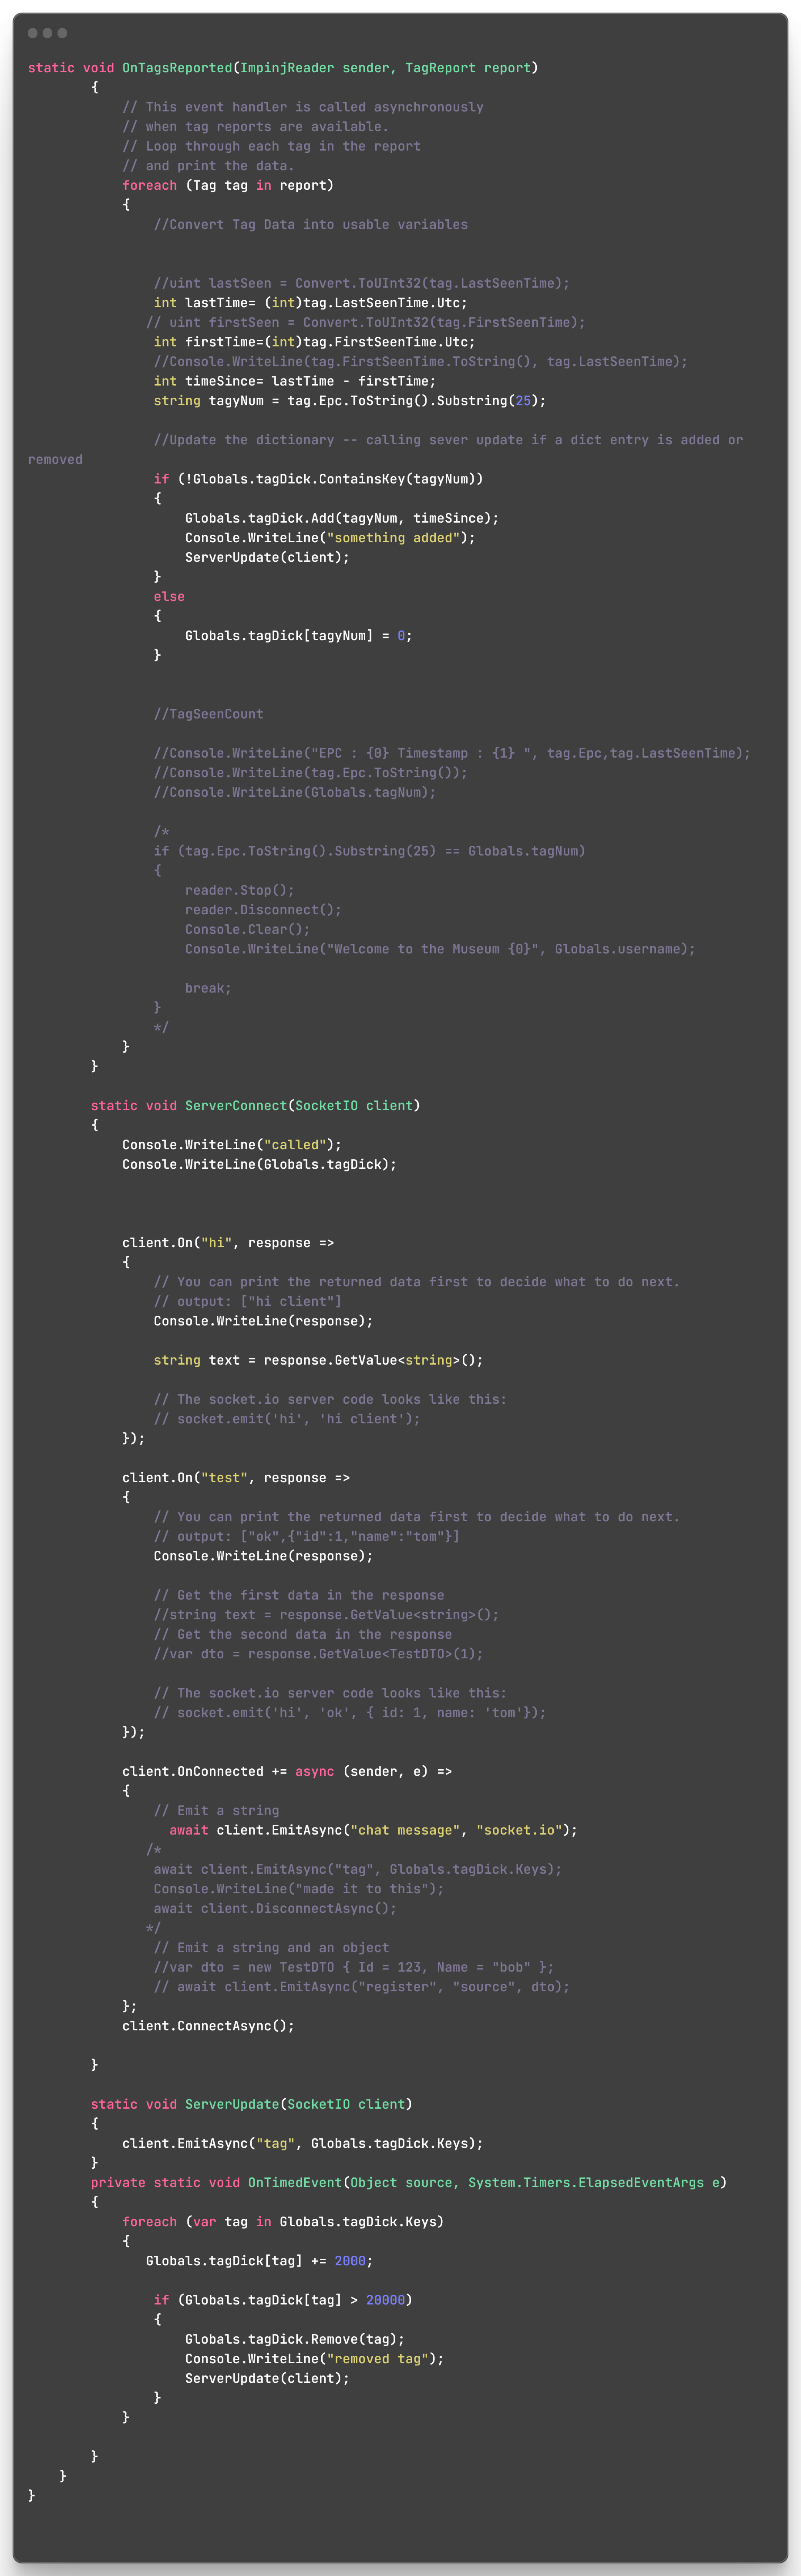 static void OnTagsReported(ImpinjReader sender, TagReport report)
        {
            // This event handler is called asynchronously
            // when tag reports are available.
            // Loop through each tag in the report
            // and print the data.
            foreach (Tag tag in report)
            {
                //Convert Tag Data into usable variables


                //uint lastSeen = Convert.ToUInt32(tag.LastSeenTime);
                int lastTime= (int)tag.LastSeenTime.Utc;
               // uint firstSeen = Convert.ToUInt32(tag.FirstSeenTime);
                int firstTime=(int)tag.FirstSeenTime.Utc;
                //Console.WriteLine(tag.FirstSeenTime.ToString(), tag.LastSeenTime);
                int timeSince= lastTime - firstTime;
                string tagyNum = tag.Epc.ToString().Substring(25);

                //Update the dictionary -- calling sever update if a dict entry is added or
removed
                if (!Globals.tagDick.ContainsKey(tagyNum))
                {
                    Globals.tagDick.Add(tagyNum, timeSince);
                    Console.WriteLine("something added");
                    ServerUpdate(client);
                }
                else
                {
                    Globals.tagDick[tagyNum] = 0;
                }


                //TagSeenCount

                //Console.WriteLine("EPC : {0} Timestamp : {1} ", tag.Epc,tag.LastSeenTime);
                //Console.WriteLine(tag.Epc.ToString());
                //Console.WriteLine(Globals.tagNum);

                /*
                if (tag.Epc.ToString().Substring(25) == Globals.tagNum)
                {
                    reader.Stop();
                    reader.Disconnect();
                    Console.Clear();
                    Console.WriteLine("Welcome to the Museum {0}", Globals.username);

                    break;
                }
                */
            }
        }

        static void ServerConnect(SocketIO client)
        {
            Console.WriteLine("called");
            Console.WriteLine(Globals.tagDick);



            client.On("hi", response =>
            {
                // You can print the returned data first to decide what to do next.
                // output: ["hi client"]
                Console.WriteLine(response);

                string text = response.GetValue<string>();

                // The socket.io server code looks like this:
                // socket.emit('hi', 'hi client');
            });

            client.On("test", response =>
            {
                // You can print the returned data first to decide what to do next.
                // output: ["ok",{"id":1,"name":"tom"}]
                Console.WriteLine(response);

                // Get the first data in the response
                //string text = response.GetValue<string>();
                // Get the second data in the response
                //var dto = response.GetValue<TestDTO>(1);

                // The socket.io server code looks like this:
                // socket.emit('hi', 'ok', { id: 1, name: 'tom'});
            });

            client.OnConnected += async (sender, e) =>
            {
                // Emit a string
                  await client.EmitAsync("chat message", "socket.io");
               /*
                await client.EmitAsync("tag", Globals.tagDick.Keys);
                Console.WriteLine("made it to this");
                await client.DisconnectAsync();
               */
                // Emit a string and an object
                //var dto = new TestDTO { Id = 123, Name = "bob" };
                // await client.EmitAsync("register", "source", dto);
            };
            client.ConnectAsync();

        }

        static void ServerUpdate(SocketIO client)
        {
            client.EmitAsync("tag", Globals.tagDick.Keys);
        }
        private static void OnTimedEvent(Object source, System.Timers.ElapsedEventArgs e)
        {
            foreach (var tag in Globals.tagDick.Keys)
            {
               Globals.tagDick[tag] += 2000;

                if (Globals.tagDick[tag] > 20000)
                {
                    Globals.tagDick.Remove(tag);
                    Console.WriteLine("removed tag");
                    ServerUpdate(client);
                }
            }

        }
    }
}